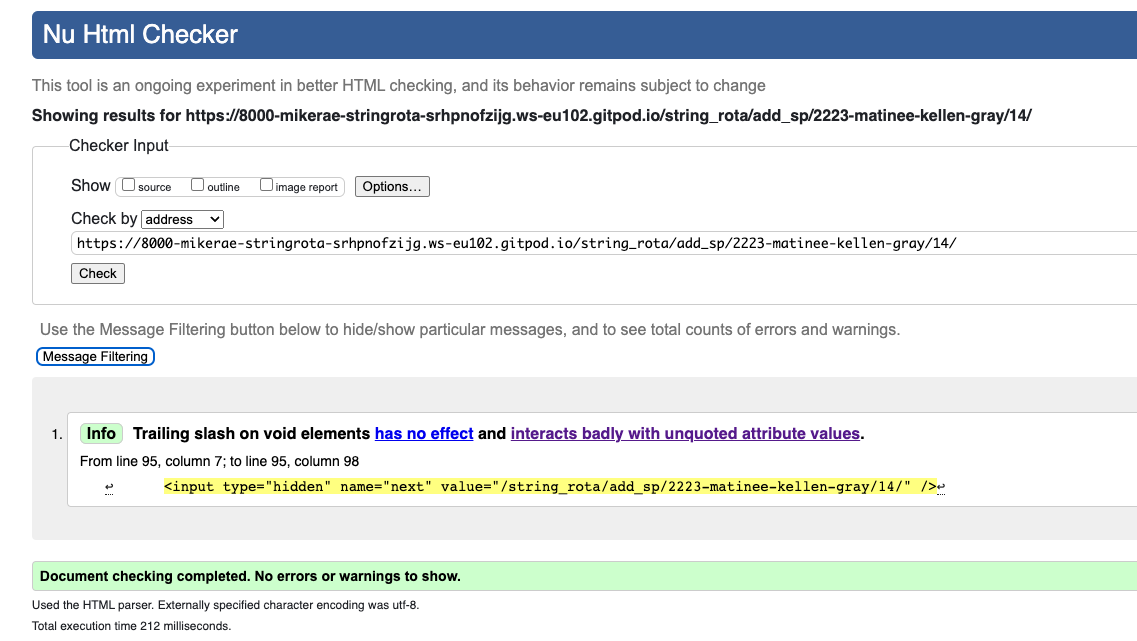 Nu Html Checker
This tool is an ongoing experiment in better HTML checking, and its behavior remains subject to change
Showing results for https://8000-mikerae-stringrota-srhpnofzijg.ws-eu102.gitpod.io/string_rota/add_sp/2223-matinee-kellen-gray/14/
Checker Input
Show source outline image report Options...
Check by address
https://8000-mikerae-stringrota-srhpnofzijg.ws-eu102.gitpod.io/string_rota/add_sp/2223-matinee-kellen-gray/14/
Check
Use the Message Filtering button below to hide/show particular messages, and to see total counts of errors and warnings.
Message Filtering
1. Info Trailing slash on void elements has no effect and interacts badly with unquoted attribute values.
From line 95, column 7; to line 95, column 98
↩ <input type="hidden" name="next" value="/string_rota/add_sp/2223-matinee-kellen-gray/14/" />↩
Document checking completed. No errors or warnings to show.
Used the HTML parser. Externally specified character encoding was utf-8.
Total execution time 212 milliseconds.